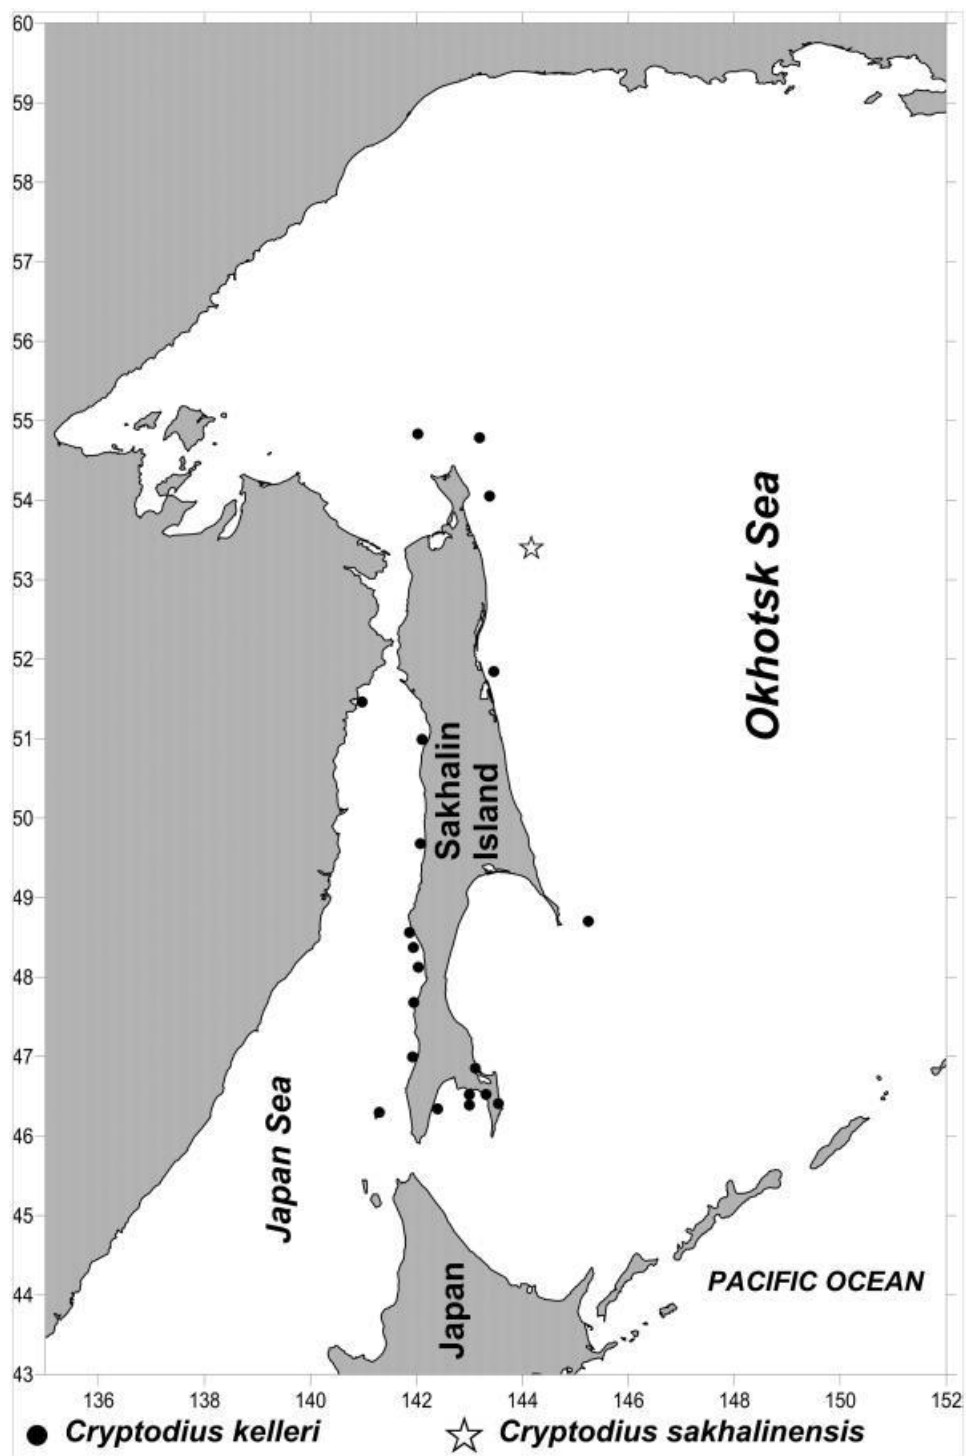 60
59
58
57
56
55
54
53
52
51
50
49
48
47
46
45
44
43
Okhotsk Sea
Sakhalin
Island
Japan Sea
Japan
PACIFIC OCEAN
136 138 140 142 144 146 148 150 152
Cryptodius kelleri Cryptodius sakhalinensis